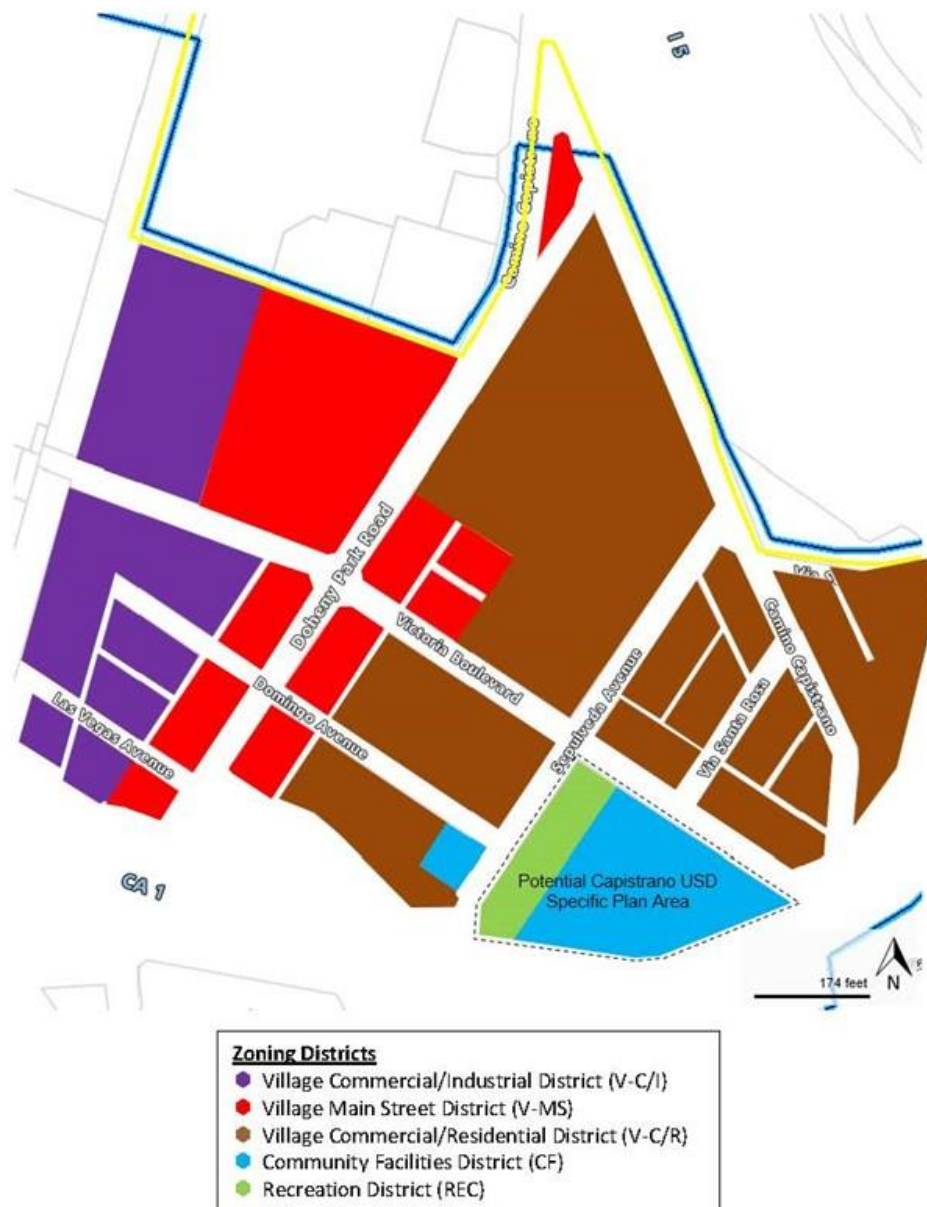 I 5
Camino Capistrano
Doheny Park Road
Via
Camino Capistrano
Victoria Boulevard
Sepulveda Avenue
Via Santa Rosa
Domingo Avenue
Las Vegas Avenue
CA 1
Potential Capistrano USD
Specific Plan Area
174 feet
N
Zoning Districts
Village Commercial/Industrial District (V-C/I)
Village Main Street District (V-MS)
Village Commercial/Residential District (V-C/R)
Community Facilities District (CF)
Recreation District (REC)